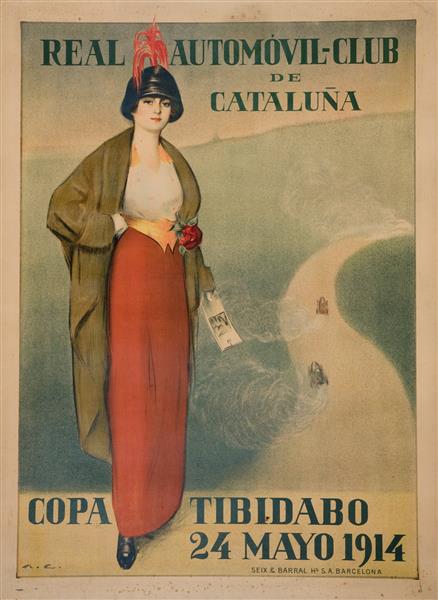 REAL AUTOMÓVIL-CLUB
DE
CATALUÑA
COPA TIBIDABO
24 MAYO 1914
R. C.
SEIX & BARRAL Hs. S.A. BARCELONA